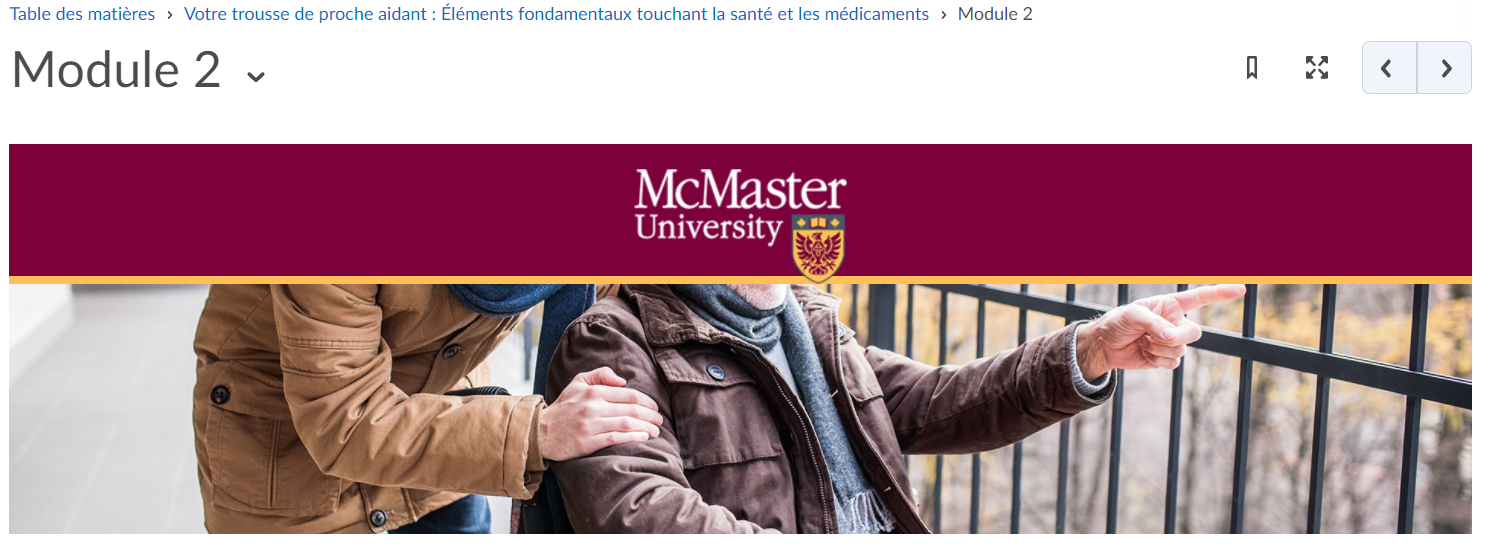 Table des matières › Votre trousse de proche aidant : Éléments fondamentaux touchant la santé et les médicaments › Module 2
Module 2
McMaster
University